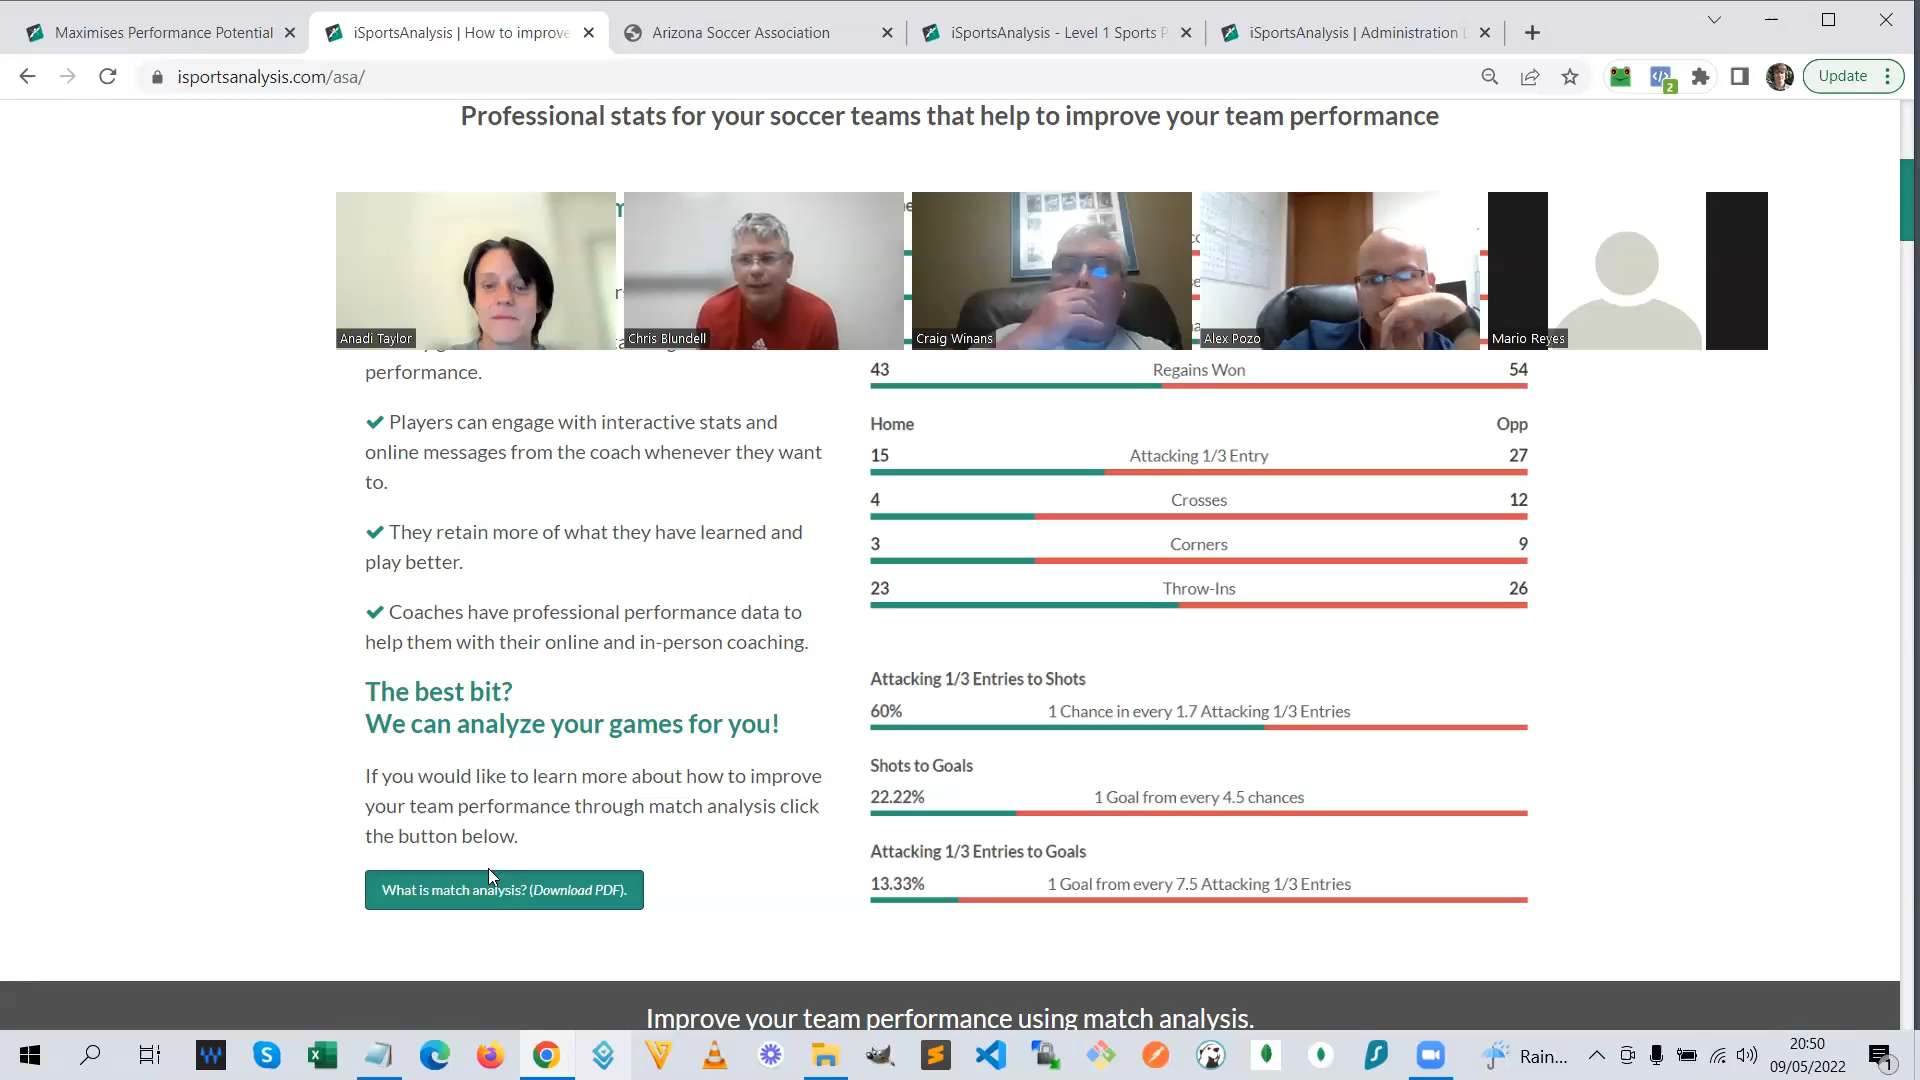 Maximises Performance Potential
iSportsAnalysis | How to improve
Arizona Soccer Association
iSportsAnalysis - Level 1 Sports P
iSportsAnalysis | Administration
isportsanalysis.com/asa/
2
Update
Professional stats for your soccer teams that help to improve your team performance
Anadi Taylor
Chris Blundell
Craig Winans
Alex Pozo
Mario Reyes
performance.
Players can engage with interactive stats and
online messages from the coach whenever they want
to.
They retain more of what they have learned and
play better.
Coaches have professional performance data to
help them with their online and in-person coaching.
The best bit?
We can analyze your games for you!
If you would like to learn more about how to improve
your team performance through match analysis click
the button below.
What is match analysis? (Download PDF).
43 Regains Won 54
Home Opp
15 Attacking 1/3 Entry 27
4 Crosses 12
3 Corners 9
23 Throw-Ins 26
Attacking 1/3 Entries to Shots
60% 1 Chance in every 1.7 Attacking 1/3 Entries
Shots to Goals
22.22% 1 Goal from every 4.5 chances
Attacking 1/3 Entries to Goals
13.33% 1 Goal from every 7.5 Attacking 1/3 Entries
Improve your team performance using match analysis.
Rain...
20:50
09/05/2022
1